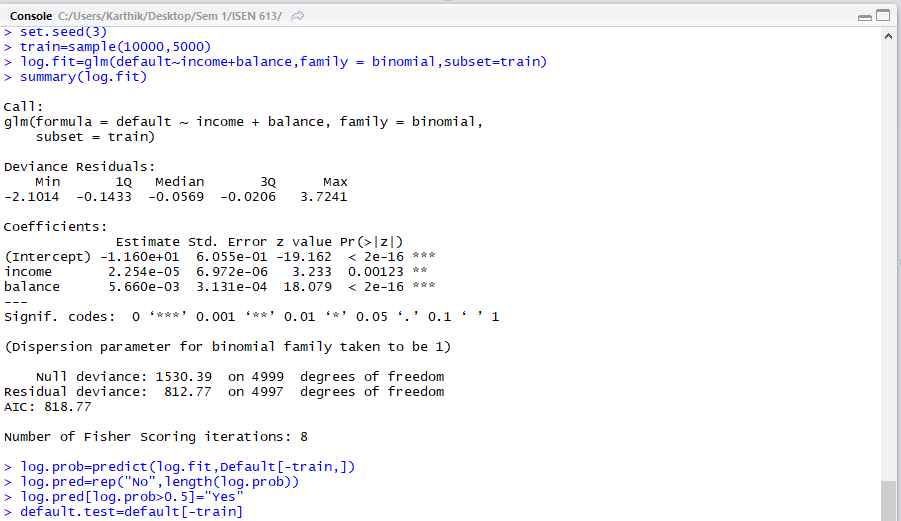 Console C:/Users/Karthik/Desktop/Sem 1/ISEN 613/
> set.seed(3)
> train=sample(10000,5000)
> log.fit=glm(default~income+balance,family = binomial,subset=train)
> summary(log.fit)
Call:
glm(formula = default ~ income + balance, family = binomial,
    subset = train)
Deviance Residuals:
    Min       1Q   Median       3Q      Max
-2.1014  -0.1433  -0.0569  -0.0206   3.7241
Coefficients:
              Estimate Std. Error z value Pr(>|z|)
(Intercept) -1.160e+01  6.055e-01 -19.162  < 2e-16 ***
income       2.254e-05  6.972e-06   3.233  0.00123 **
balance      5.660e-03  3.131e-04  18.079  < 2e-16 ***
---
Signif. codes:  0 ‘***’ 0.001 ‘**’ 0.01 ‘*’ 0.05 ‘.’ 0.1 ‘ ’ 1
(Dispersion parameter for binomial family taken to be 1)
    Null deviance: 1530.39  on 4999  degrees of freedom
Residual deviance:  812.77  on 4997  degrees of freedom
AIC: 818.77
Number of Fisher Scoring iterations: 8
> log.prob=predict(log.fit,Default[-train,])
> log.pred=rep("No",length(log.prob))
> log.pred[log.prob>0.5]="Yes"
> default.test=default[-train]